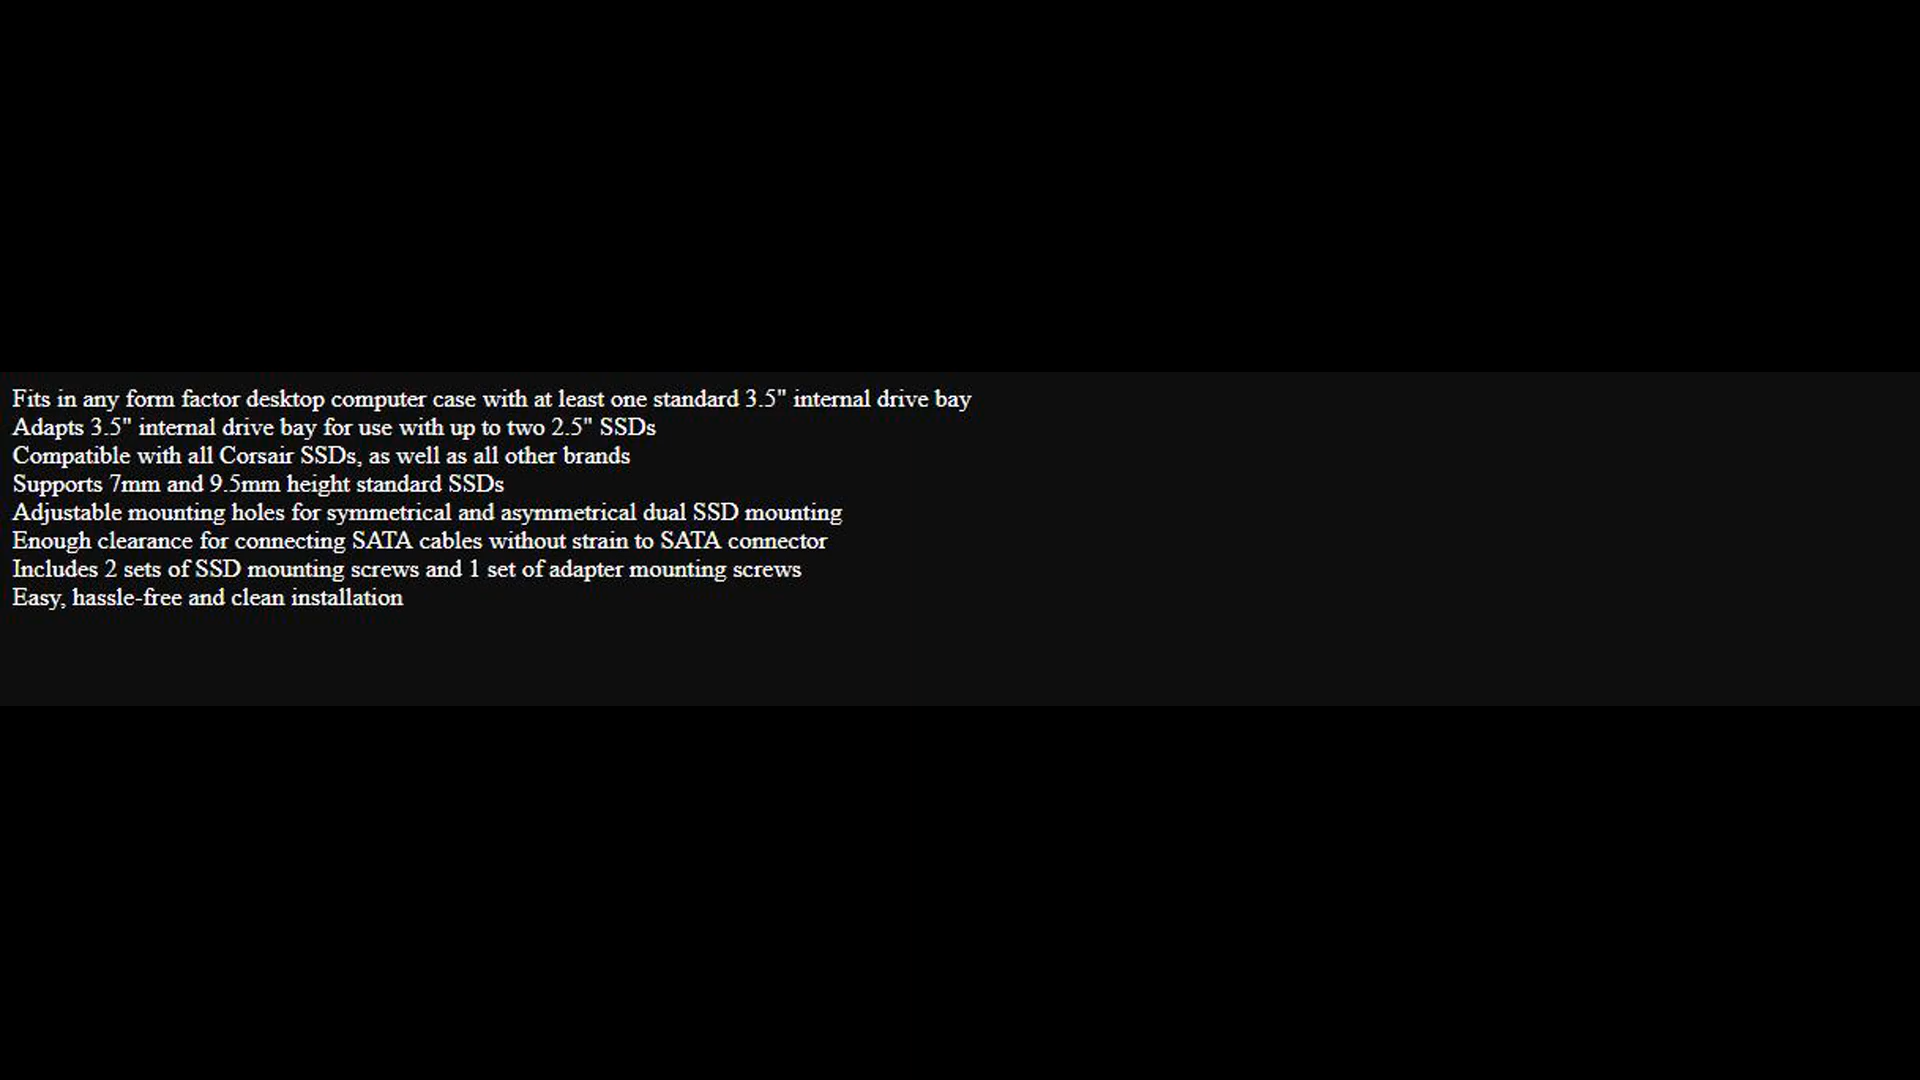 Fits in any form factor desktop computer case with at least one standard 3.5" internal drive bay
Adapts 3.5" internal drive bay for use with up to two 2.5" SSDs
Compatible with all Corsair SSDs, as well as all other brands
Supports 7mm and 9.5mm height standard SSDs
Adjustable mounting holes for symmetrical and asymmetrical dual SSD mounting
Enough clearance for connecting SATA cables without strain to SATA connector
Includes 2 sets of SSD mounting screws and 1 set of adapter mounting screws
Easy, hassle-free and clean installation